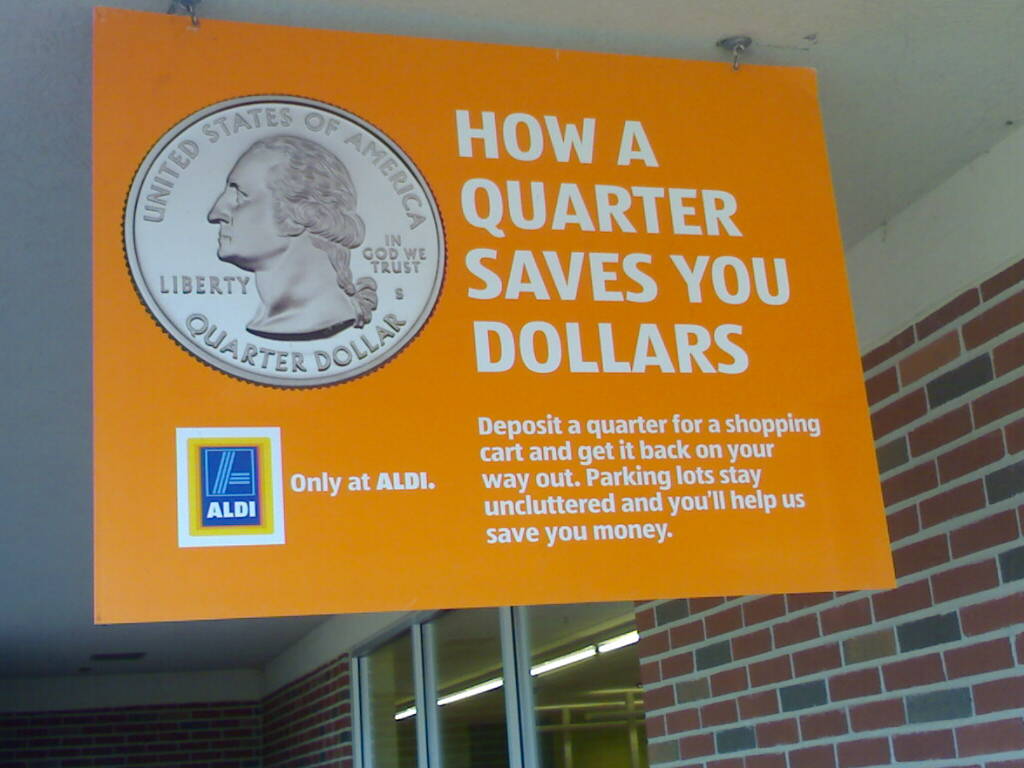 UNITED STATES OF AMERICA
IN
GOD WE
TRUST
LIBERTY
S
QUARTER DOLLAR
HOW A
QUARTER
SAVES YOU
DOLLARS
Deposit a quarter for a shopping
cart and get it back on your
way out. Parking lots stay
uncluttered and you'll help us
save you money.
ALDI
Only at ALDI.